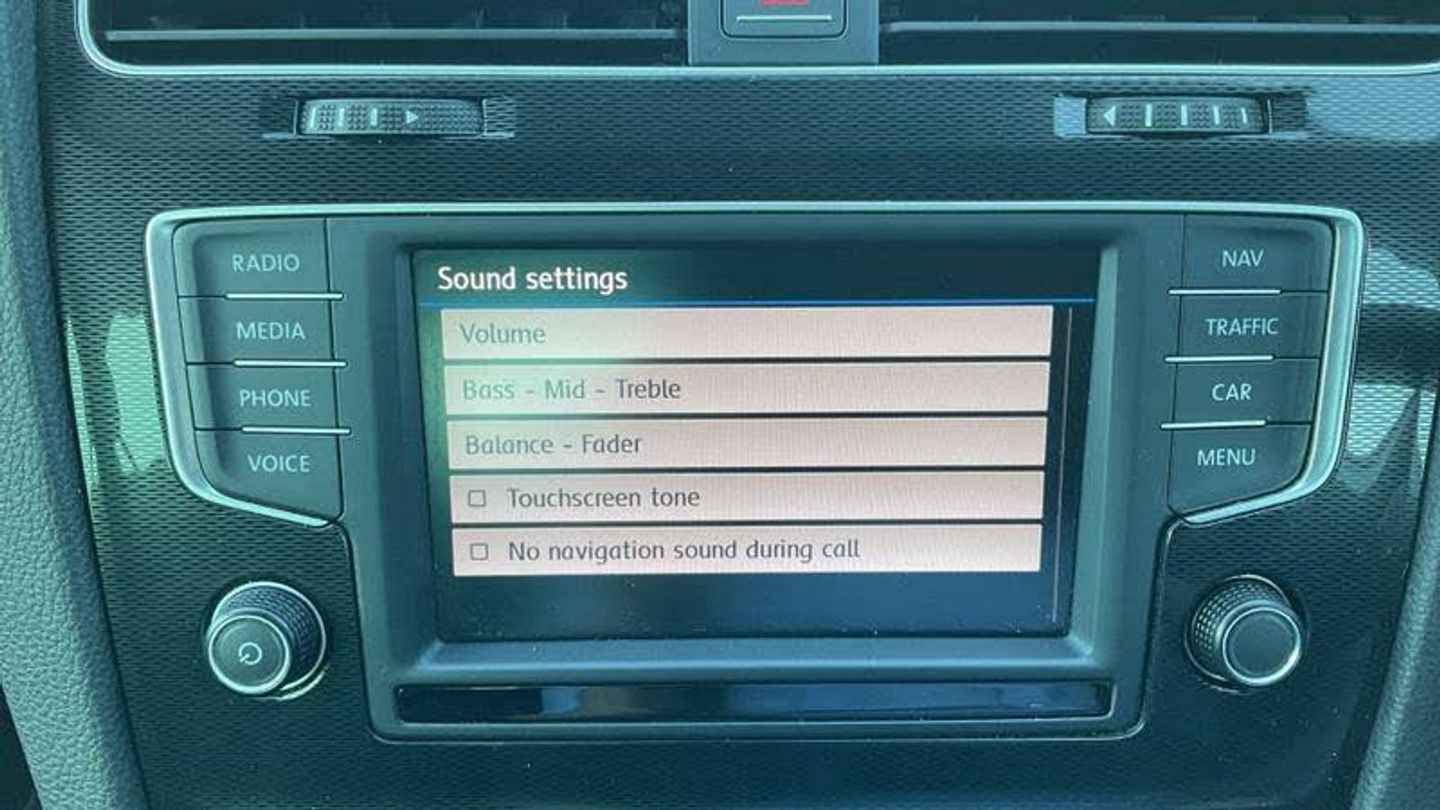 RADIO
MEDIA
PHONE
VOICE
Sound settings
Volume
Bass - Mid - Treble
Balance - Fader
Touchscreen tone
No navigation sound during call
NAV
TRAFFIC
CAR
MENU